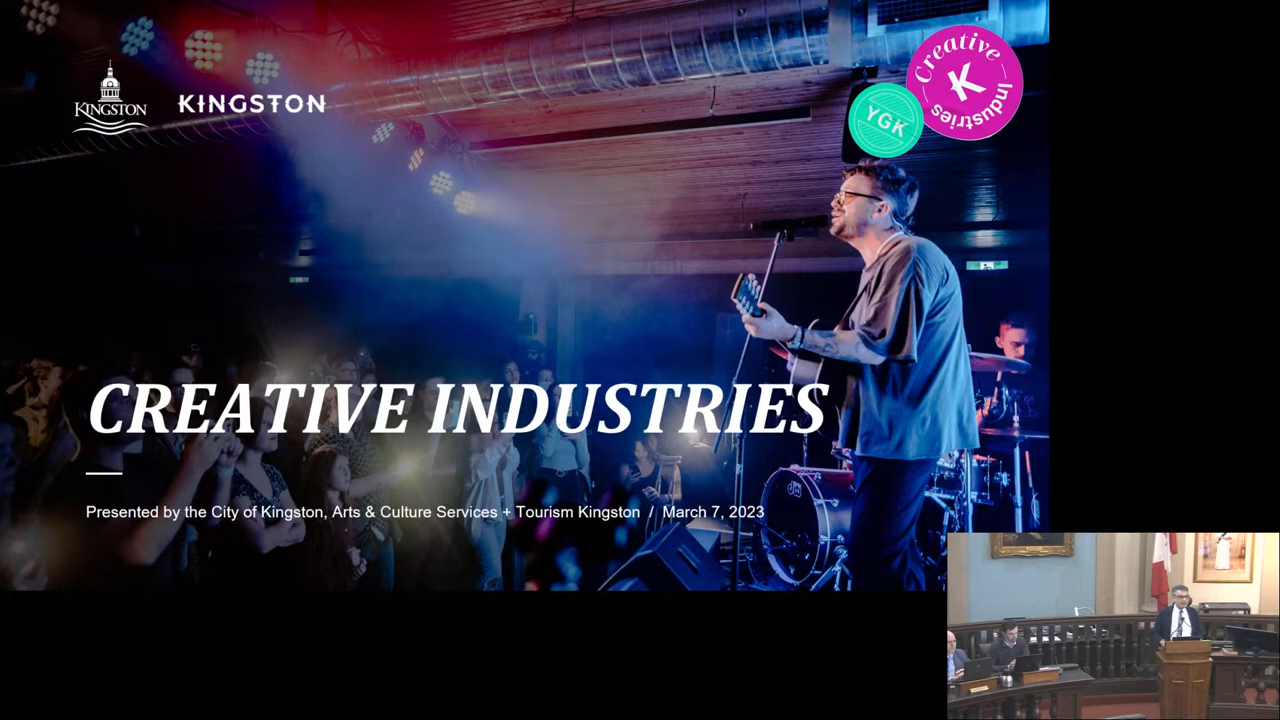 KINGSTON
KINGSTON
Creative Industries
K
YGK
CREATIVE INDUSTRIES
Presented by the City of Kingston, Arts & Culture Services + Tourism Kingston / March 7, 2023